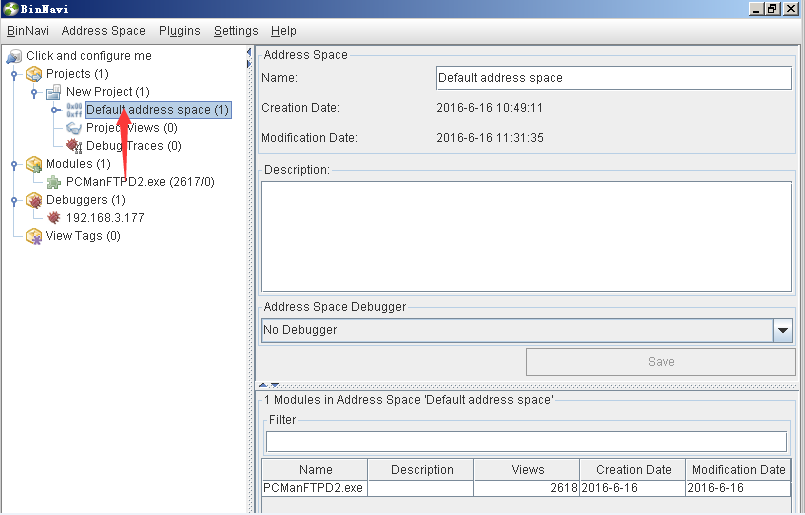 BinNavi
BinNavi Address Space Plugins Settings Help
Click and configure me
Projects (1)
New Project (1)
0x00
0xff
Default address space (1)
Project Views (0)
Debug Traces (0)
Modules (1)
PCManFTPD2.exe (2617/0)
Debuggers (1)
192.168.3.177
View Tags (0)
Address Space
Name: Default address space
Creation Date: 2016-6-16 10:49:11
Modification Date: 2016-6-16 11:31:35
Description:
Address Space Debugger
No Debugger
Save
1 Modules in Address Space 'Default address space'
Filter
Name Description Views Creation Date Modification Date
PCManFTPD2.exe 2618 2016-6-16 2016-6-16